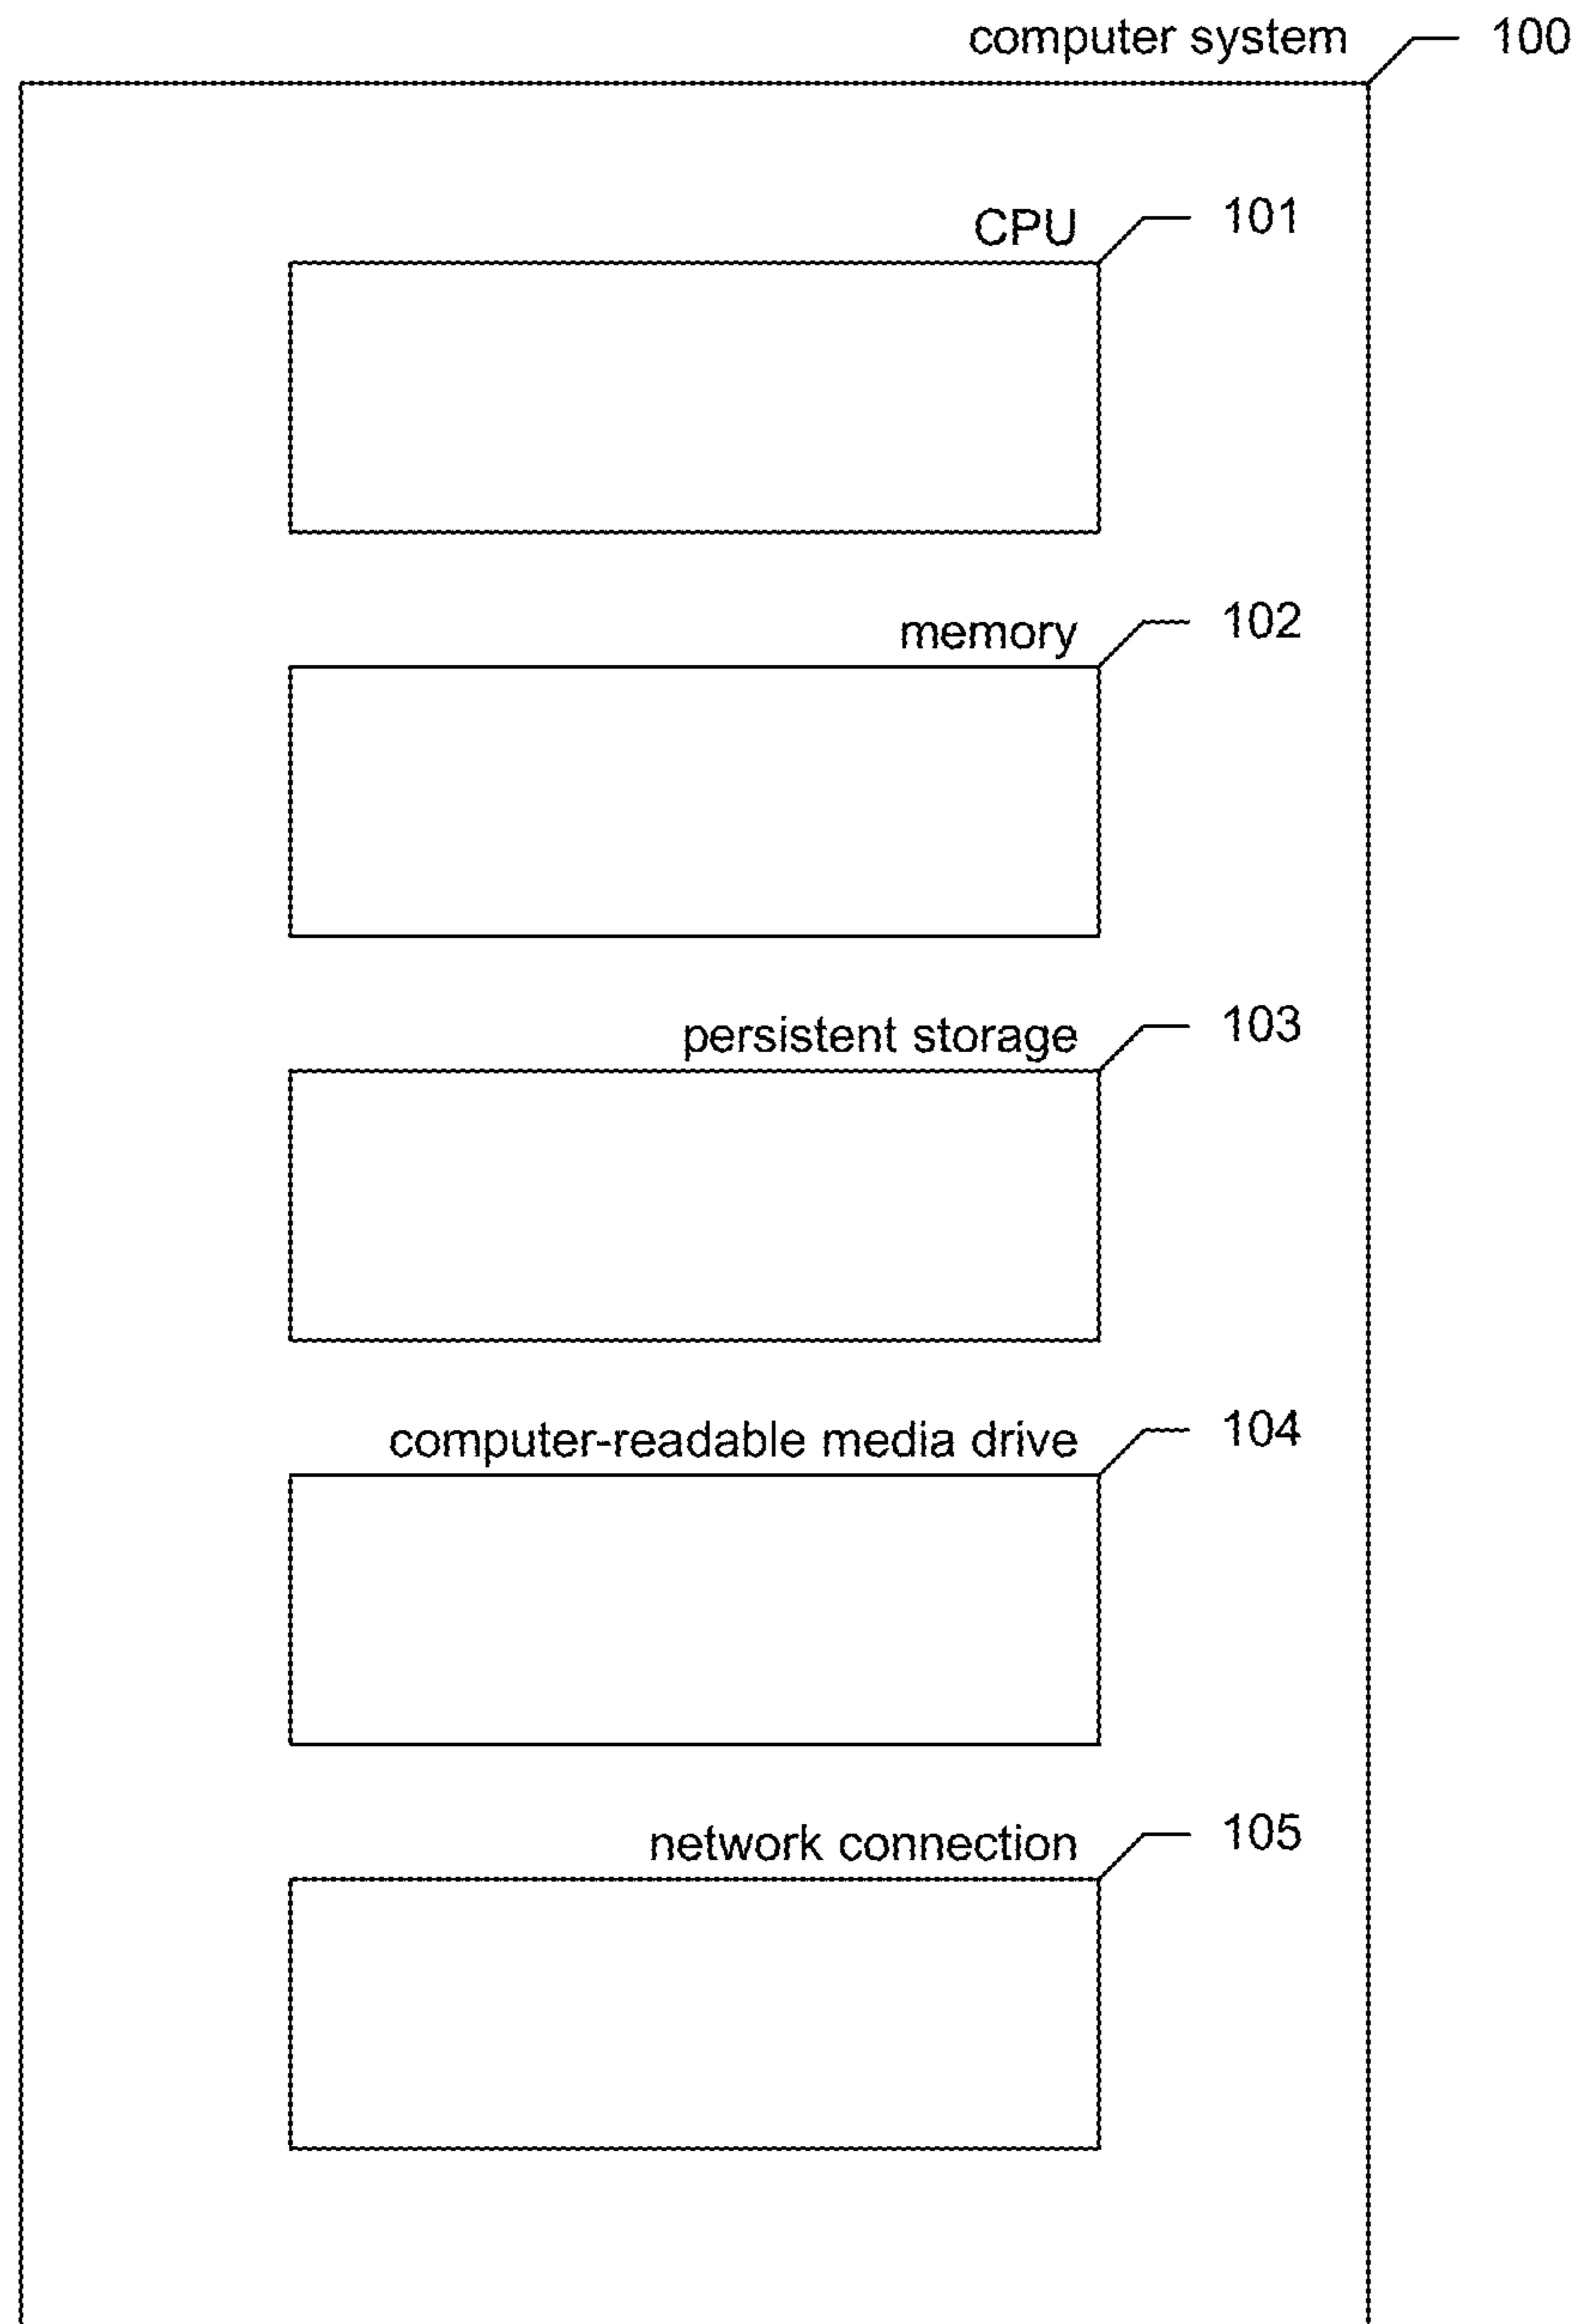 computer system 100
CPU 101
memory 102
persistent storage 103
computer-readable media drive 104
network connection 105